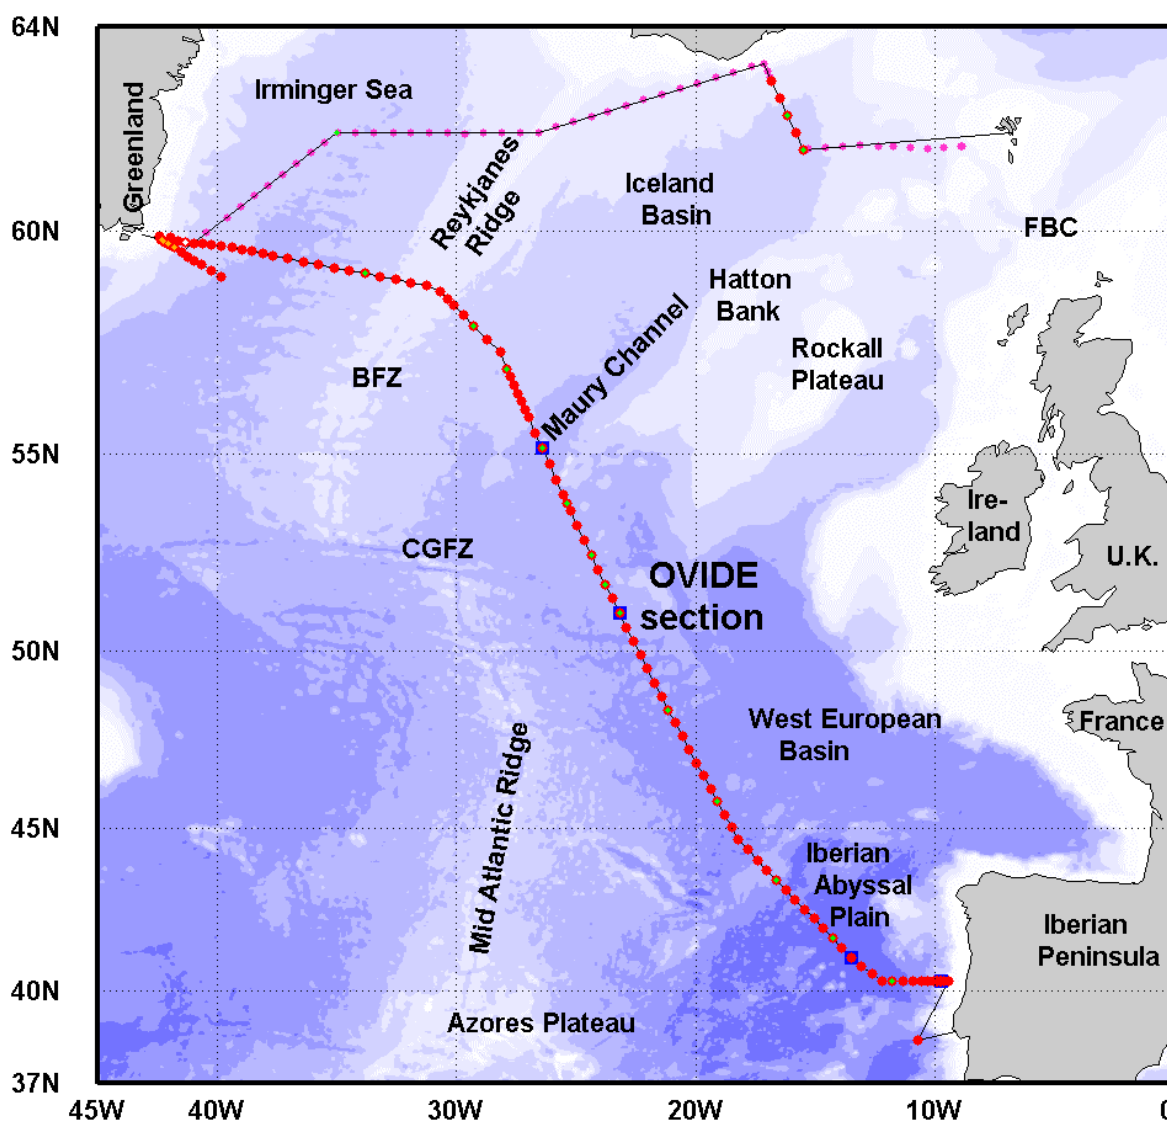 64N
Irminger Sea
Greenland
Reykjanes
Ridge
Iceland
Basin
60N
FBC
Hatton
Bank
Maury Channel
Rockall
Plateau
BFZ
55N
Ire-
land
CGFZ
U.K.
OVIDE
section
50N
West European
Basin
France
Mid Atlantic Ridge
45N
Iberian
Abyssal
Plain
Iberian
Peninsula
40N
Azores Plateau
37N
45W
40W
30W
20W
10W
0